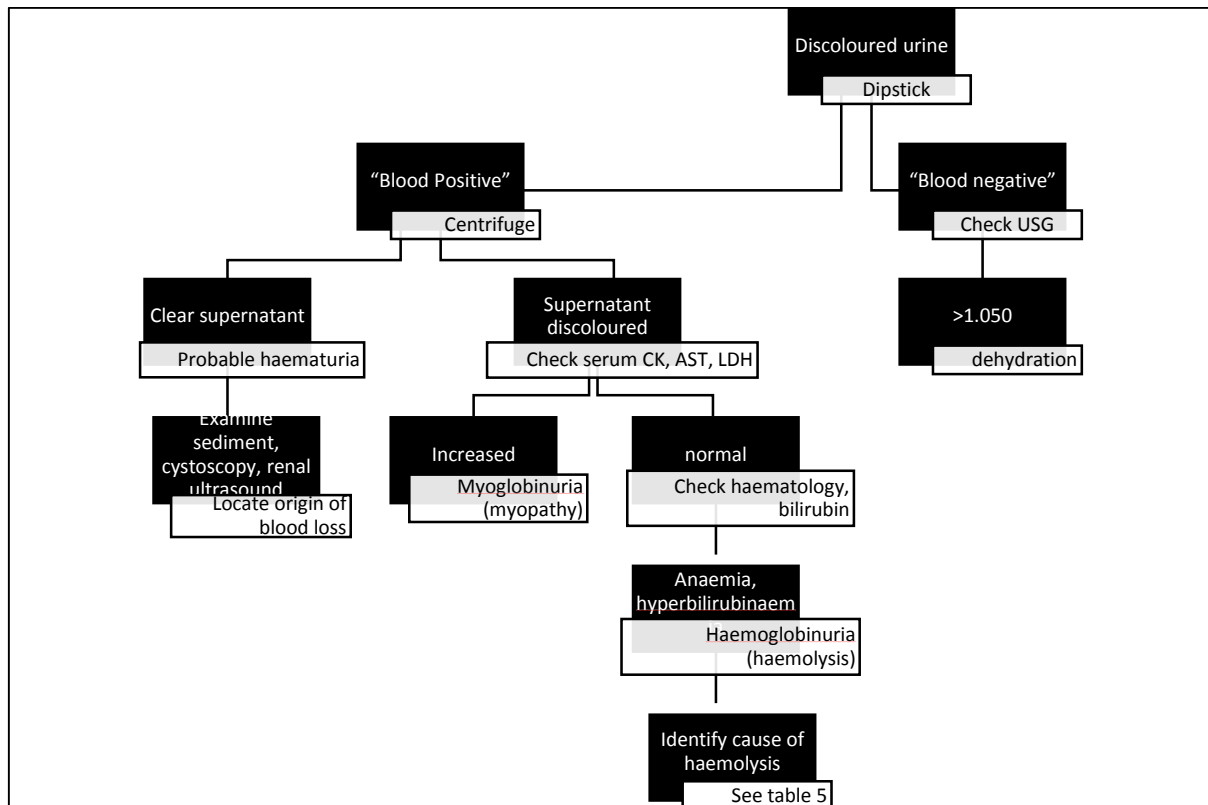 Discoloured urine
Dipstick
“Blood Positive”
Centrifuge
“Blood negative”
Check USG
Clear supernatant
Probable haematuria
Supernatant
discoloured
Check serum CK, AST, LDH
>1.050
dehydration
Examine
sediment,
cystoscopy, renal
ultrasound
Locate origin of
blood loss
Increased
Myoglobinuria
(myopathy)
normal
Check haematology,
bilirubin
Anaemia,
hyperbilirubinaem
Haemoglobinuria
(haemolysis)
Identify cause of
haemolysis
See table 5